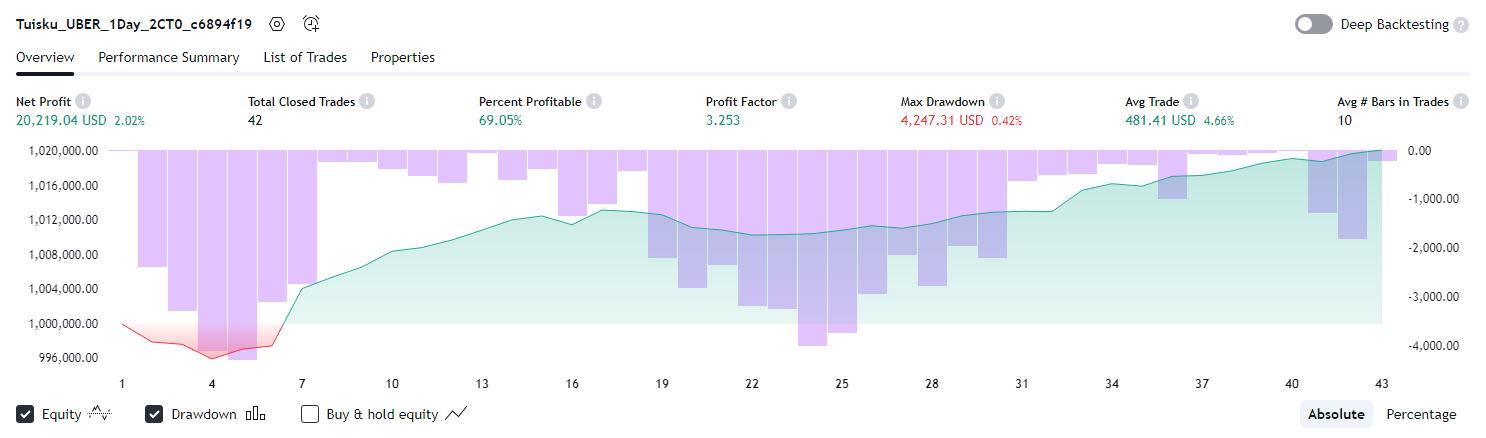 Tuisku_UBER_1Day_2CT0_c6894f19
Deep Backtesting ?
Overview Performance Summary List of Trades Properties
Net Profit i Total Closed Trades i Percent Profitable i Profit Factor i Max Drawdown i Avg Trade i Avg # Bars in Trades i
20,219.04 USD 2.02% 42 69.05% 3.253 4,247.31 USD 0.42% 481.41 USD 4.66% 10
1,020,000.00 0.00
1,016,000.00 -1,000.00
1,012,000.00
1,008,000.00 -2,000.00
1,004,000.00 -3,000.00
1,000,000.00
996,000.00 -4,000.00
1 4 7 10 13 16 19 22 25 28 31 34 37 40 43
Equity Drawdown Buy & hold equity Absolute Percentage